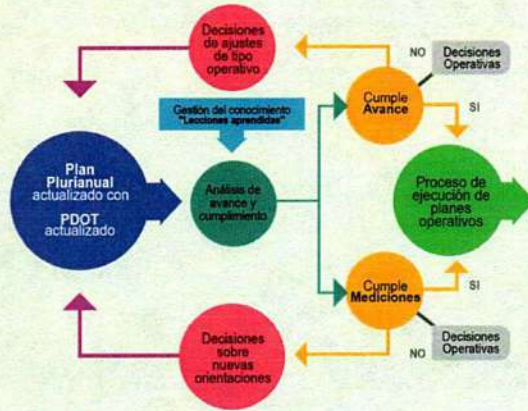 Decisiones
de ajustes
de tipo
operativo
NO
Decisiones
Operativas
Gestión del conocimiento
"Lecciones aprendidas"
Cumple
Avance
SI
Plan
Plurianual
actualizado con
PDOT
actualizado
Análisis de
avance y
cumplimiento
Proceso de
ejecución de
planes
operativos
Cumple
Mediciones
SI
Decisiones
sobre
nuevas
orientaciones
NO
Decisiones
Operativas